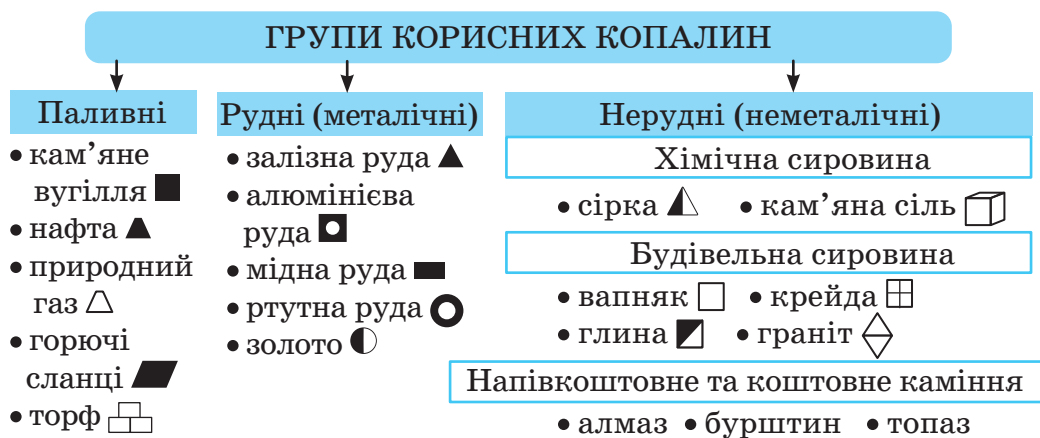 ГРУПИ КОРИСНИХ КОПАЛИН
Паливні
• кам’яне
вугілля
• нафта
• природний
газ
• горючі
сланці
• торф
Рудні (металічні)
• залізна руда
• алюмінієва
руда
• мідна руда
• ртутна руда
• золото
Нерудні (неметалічні)
Хімічна сировина
• сірка • кам’яна сіль
Будівельна сировина
• вапняк • крейда
• глина • граніт
Напівкоштовне та коштовне каміння
• алмаз • бурштин • топаз